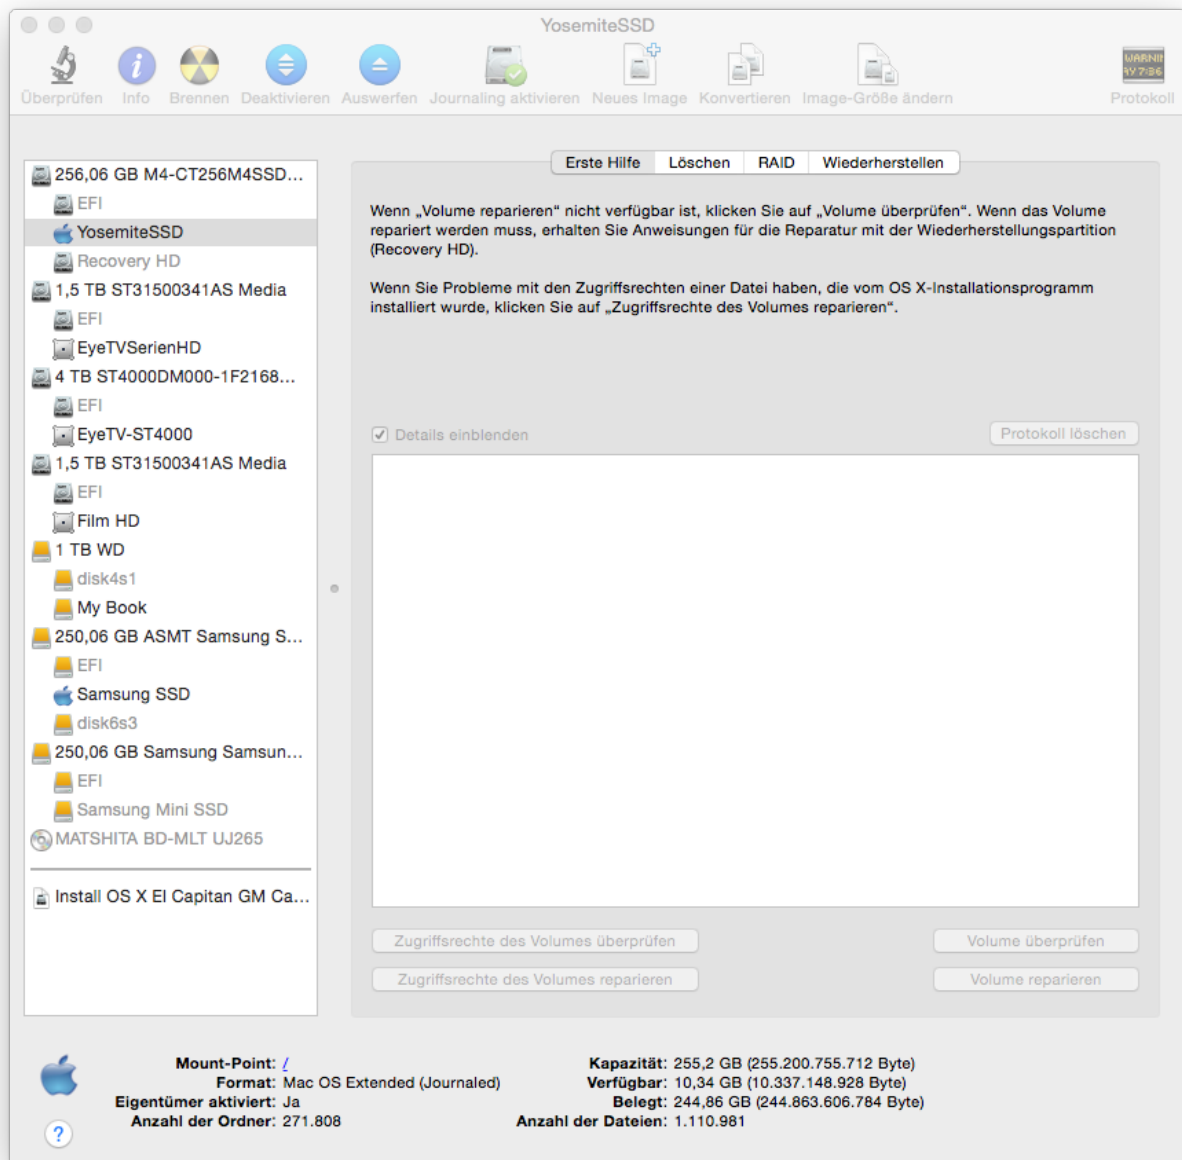 YosemiteSSD
WARNIN
AY 7:36
Überprüfen
Info
Brennen
Deaktivieren
Auswerfen
Journaling aktivieren
Neues Image
Konvertieren
Image-Größe ändern
Protokoll
256,06 GB M4-CT256M4SSD...
EFI
YosemiteSSD
Recovery HD
1,5 TB ST31500341AS Media
EFI
EyeTVSerienHD
4 TB ST4000DM000-1F2168...
EFI
EyeTV-ST4000
1,5 TB ST31500341AS Media
EFI
Film HD
1 TB WD
disk4s1
My Book
250,06 GB ASMT Samsung S...
EFI
Samsung SSD
disk6s3
250,06 GB Samsung Samsun...
EFI
Samsung Mini SSD
MATSHITA BD-MLT UJ265
Install OS X El Capitan GM Ca...
Erste Hilfe
Löschen
RAID
Wiederherstellen
Wenn „Volume reparieren“ nicht verfügbar ist, klicken Sie auf „Volume überprüfen“. Wenn das Volume
repariert werden muss, erhalten Sie Anweisungen für die Reparatur mit der Wiederherstellungspartition
(Recovery HD).
Wenn Sie Probleme mit den Zugriffsrechten einer Datei haben, die vom OS X-Installationsprogramm
installiert wurde, klicken Sie auf „Zugriffsrechte des Volumes reparieren“.
Details einblenden
Protokoll löschen
Zugriffsrechte des Volumes überprüfen
Volume überprüfen
Zugriffsrechte des Volumes reparieren
Volume reparieren
Mount-Point: /
Format: Mac OS Extended (Journaled)
Eigentümer aktiviert: Ja
Anzahl der Ordner: 271.808
Kapazität: 255,2 GB (255.200.755.712 Byte)
Verfügbar: 10,34 GB (10.337.148.928 Byte)
Belegt: 244,86 GB (244.863.606.784 Byte)
Anzahl der Dateien: 1.110.981
?